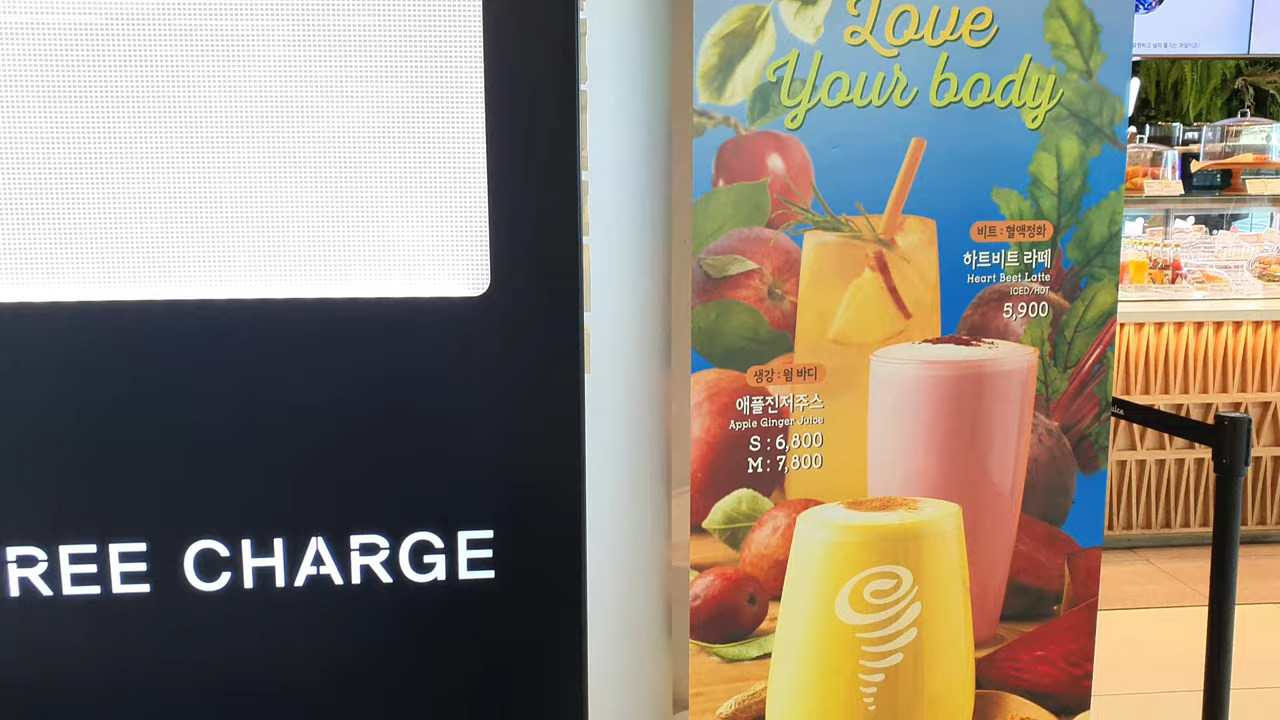 REE CHARGE
Love
Your body
비트 : 혈액정화
하트비트 라떼
Heart Beet Latte
ICED/HOT
5,900
생강 : 웜 바디
애플진저주스
Apple Ginger Juice
S : 6,800
M : 7,800